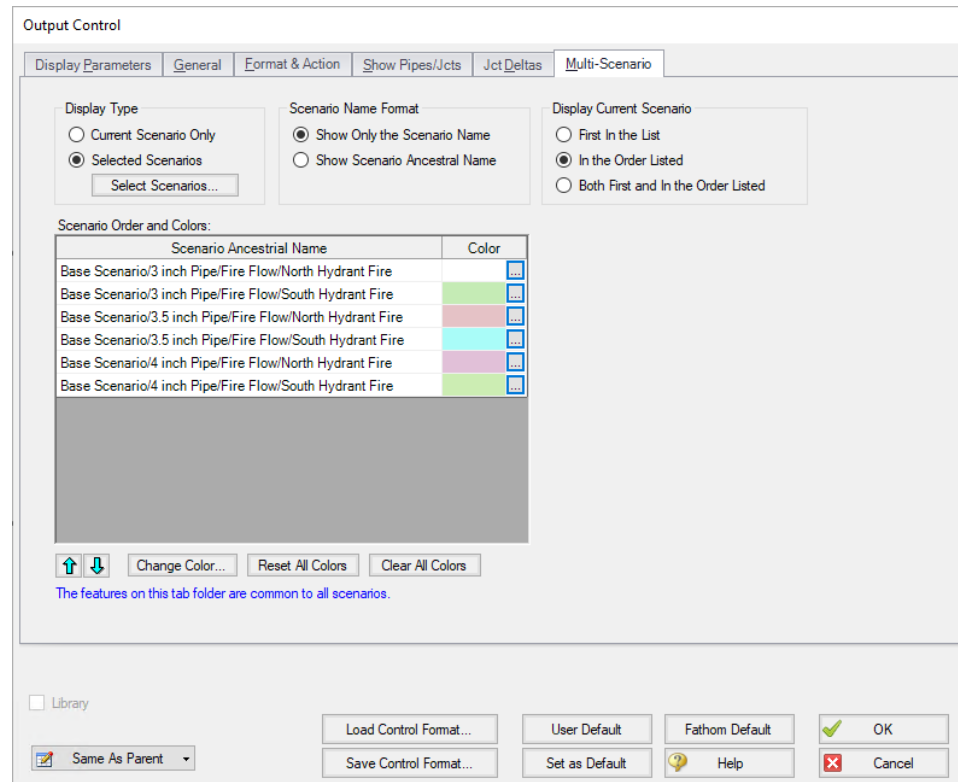 Output Control
Display Parameters General Format & Action Show Pipes/Jcts Jct Deltas Multi-Scenario
Display Type
Current Scenario Only
Selected Scenarios
Select Scenarios...
Scenario Name Format
Show Only the Scenario Name
Show Scenario Ancestral Name
Display Current Scenario
First In the List
In the Order Listed
Both First and In the Order Listed
Scenario Order and Colors:
Scenario Ancestrial Name Color
Base Scenario/3 inch Pipe/Fire Flow/North Hydrant Fire ...
Base Scenario/3 inch Pipe/Fire Flow/South Hydrant Fire ...
Base Scenario/3.5 inch Pipe/Fire Flow/North Hydrant Fire ...
Base Scenario/3.5 inch Pipe/Fire Flow/South Hydrant Fire ...
Base Scenario/4 inch Pipe/Fire Flow/North Hydrant Fire ...
Base Scenario/4 inch Pipe/Fire Flow/South Hydrant Fire ...
Change Color... Reset All Colors Clear All Colors
The features on this tab folder are common to all scenarios.
Library
Load Control Format... User Default Fathom Default OK
Same As Parent Save Control Format... Set as Default Help Cancel